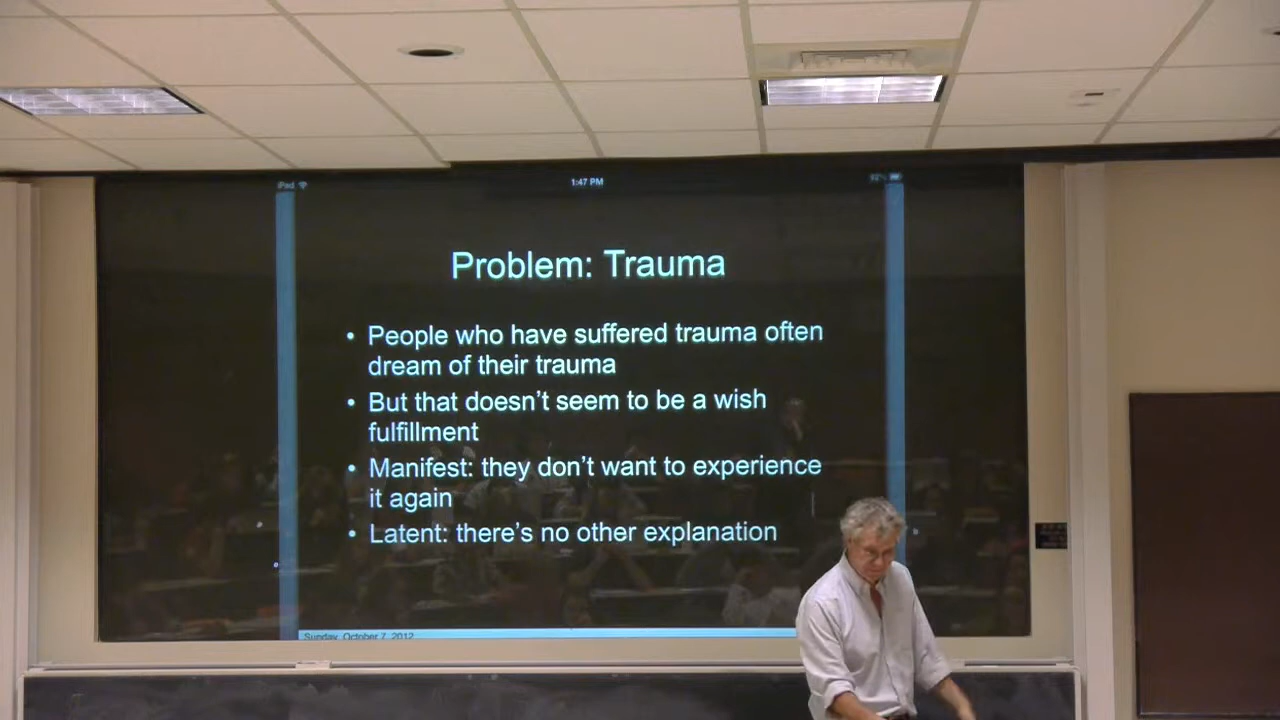 iPad
1:47 PM
Problem: Trauma
• People who have suffered trauma often
dream of their trauma
• But that doesn't seem to be a wish
fulfillment
• Manifest: they don't want to experience
it again
• Latent: there's no other explanation
Sunday, October 7, 2012